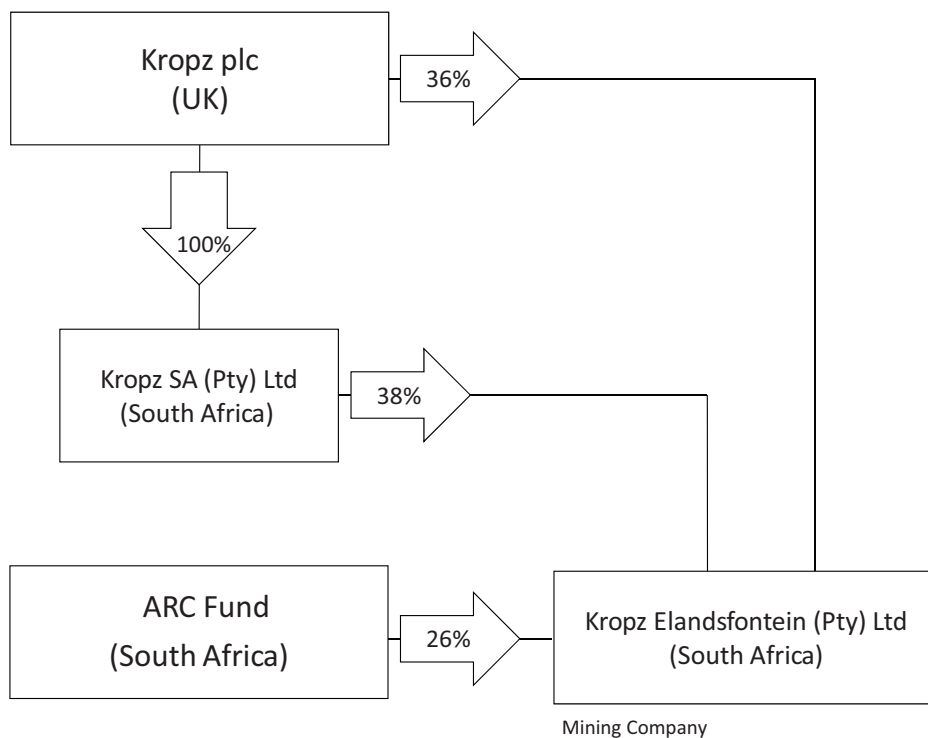 Kropz plc
(UK)
36%
100%
Kropz SA (Pty) Ltd
(South Africa)
38%
ARC Fund
(South Africa)
26%
Kropz Elandsfontein (Pty) Ltd
(South Africa)
Mining Company